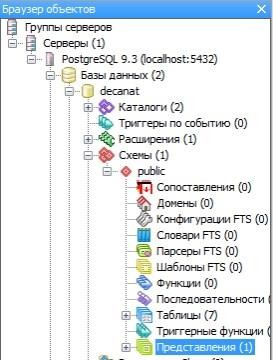 Браузер объектов
Группы серверов
Серверы (1)
PostgreSQL 9.3 (localhost:5432)
Базы данных (2)
decanat
Каталоги (2)
Триггеры по событию (0)
Расширения (1)
Схемы (1)
public
Сопоставления (0)
Домены (0)
Конфигурации FTS (0)
Словари FTS (0)
Парсеры FTS (0)
Шаблоны FTS (0)
Функции (0)
Последовательности (
Таблицы (7)
Триггерные функции (
Представления (1)